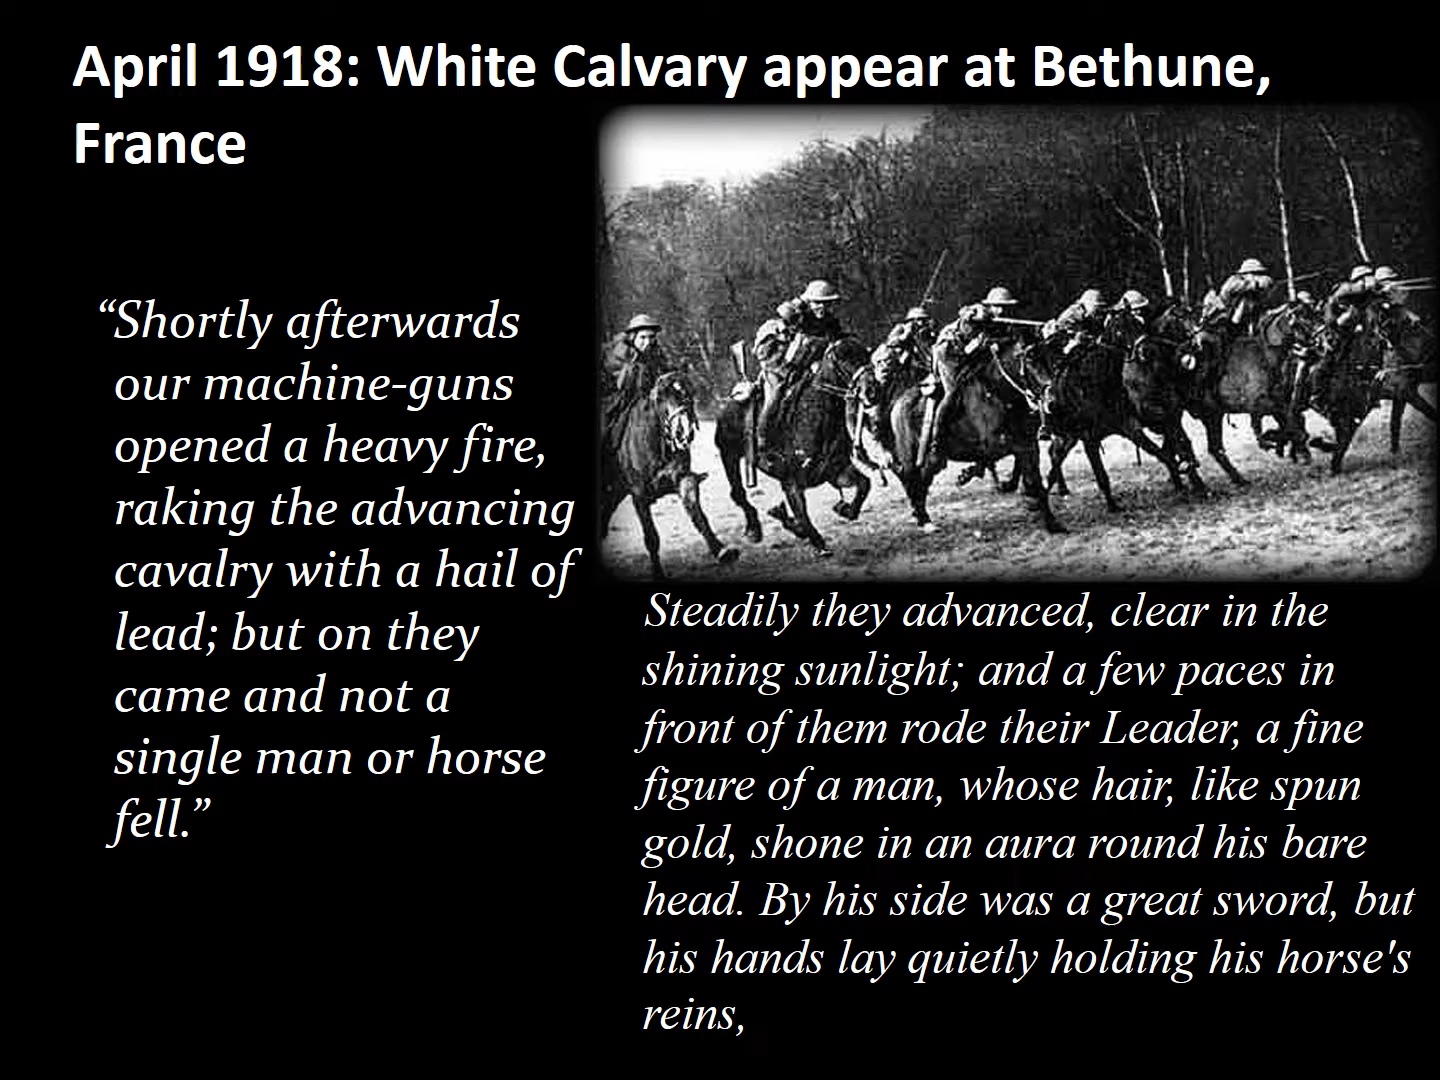 April 1918: White Calvary appear at Bethune,
France
“Shortly afterwards
our machine-guns
opened a heavy fire,
raking the advancing
cavalry with a hail of
lead; but on they
came and not a
single man or horse
fell.”
Steadily they advanced, clear in the
shining sunlight; and a few paces in
front of them rode their Leader, a fine
figure of a man, whose hair, like spun
gold, shone in an aura round his bare
head. By his side was a great sword, but
his hands lay quietly holding his horse's
reins,